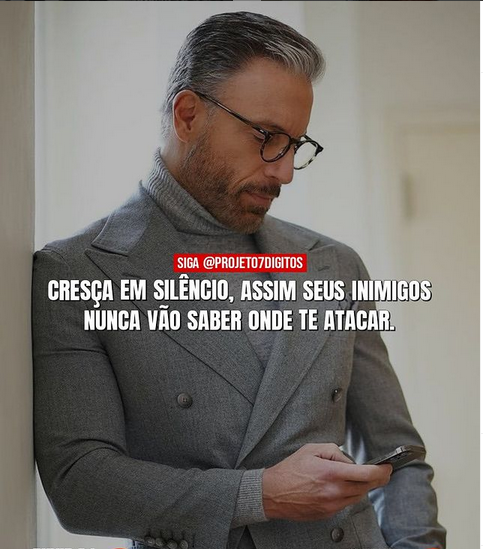 SIGA @PROJETO7DIGITOS
CRESÇA EM SILÊNCIO, ASSIM SEUS INIMIGOS
NUNCA VÃO SABER ONDE TE ATACAR.